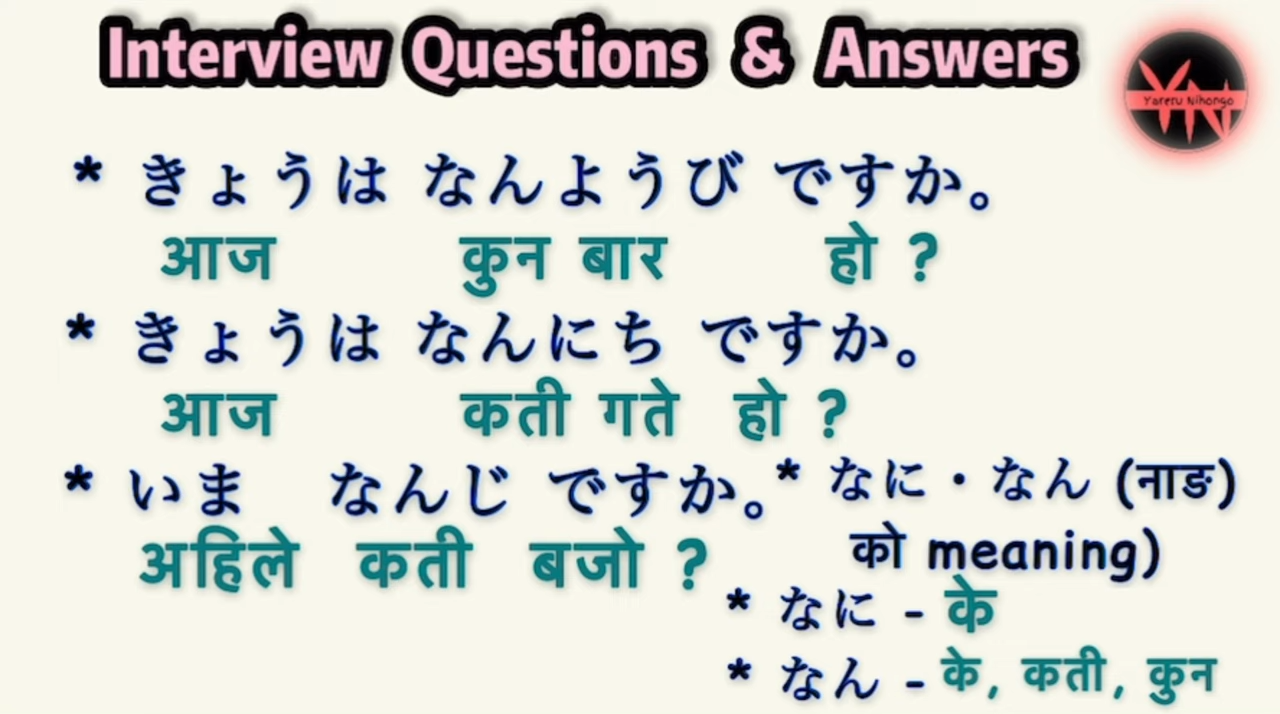 Interview Questions & Answers
Yareru Nihongo
* きょうは なんようび ですか。
आज कुन बार हो ?
* きょうは なんにち ですか。
आज कती गते हो ?
* いま なんじ ですか。
अहिले कती बजो ?
* なに・なん (नाङ)
को meaning)
* なに - के
* なん - के, कती, कुन